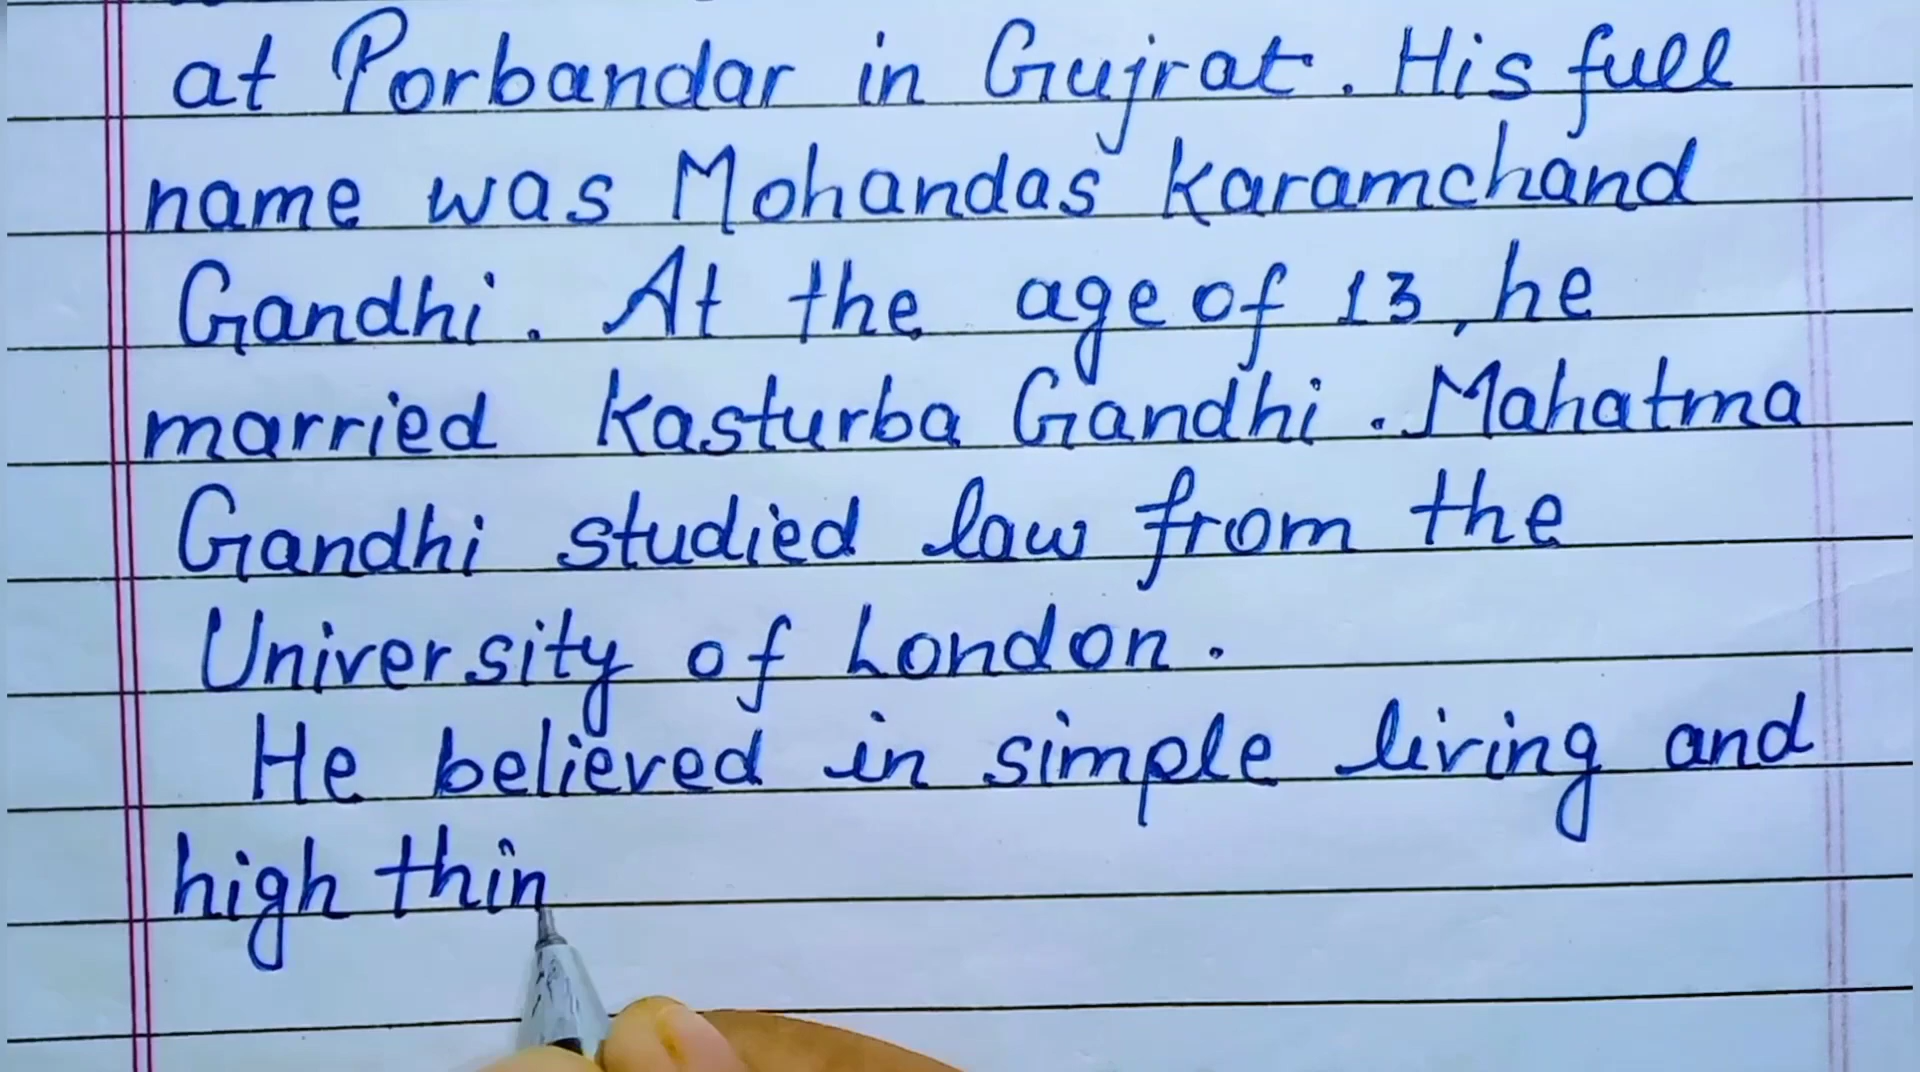 at Porbandar in Gujrat. His full
name was Mohandas Karamchand
Gandhi. At the age of 13, he
married Kasturba Gandhi. Mahatma
Gandhi studied law from the
University of London.
He believed in simple living and
high thin